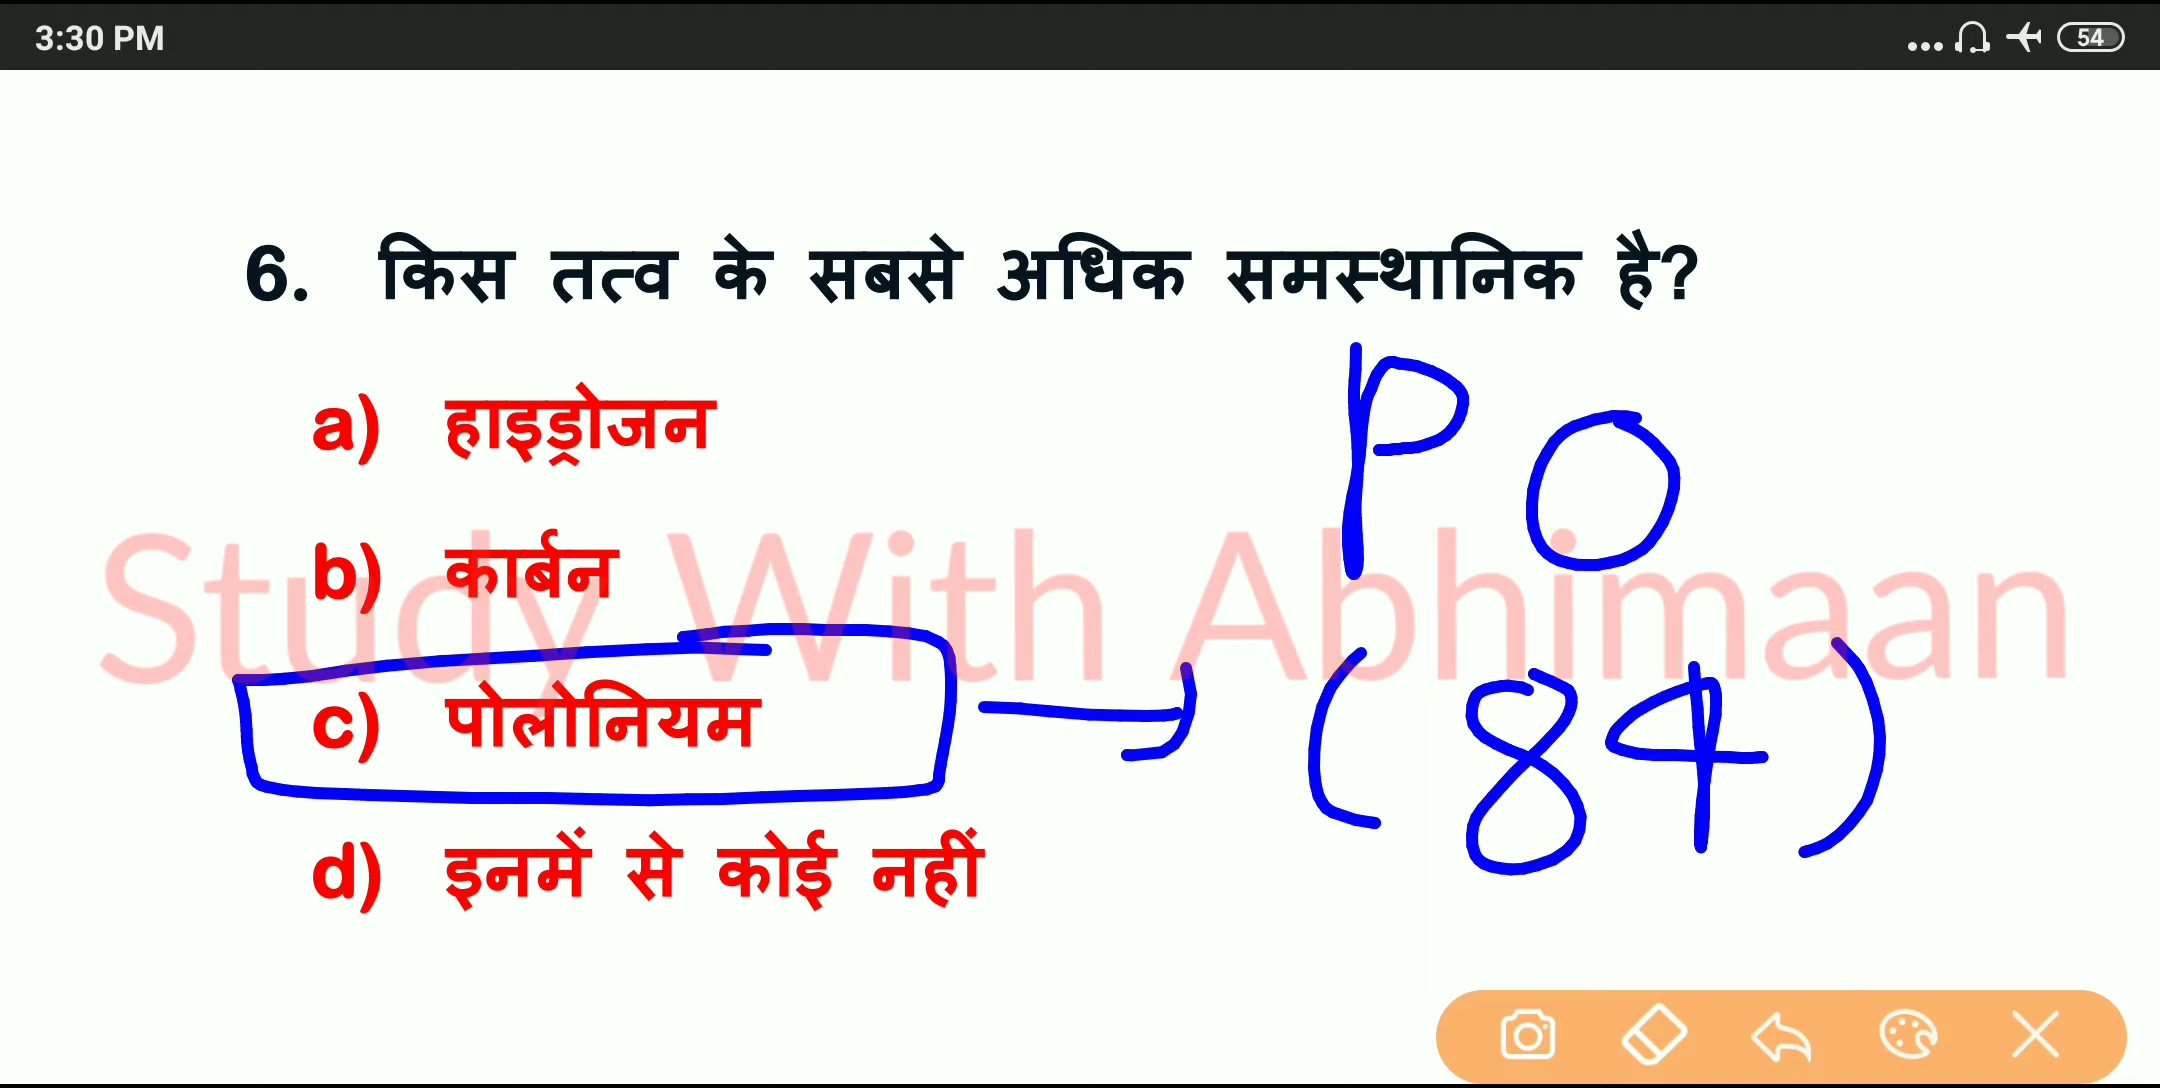 3:30 PM
54
6. किस तत्व के सबसे अधिक समस्थानिक है?
a) हाइड्रोजन
b) कार्बन
c) पोलोनियम
d) इनमें से कोई नहीं
PO
(84)
Study With Abhimaan